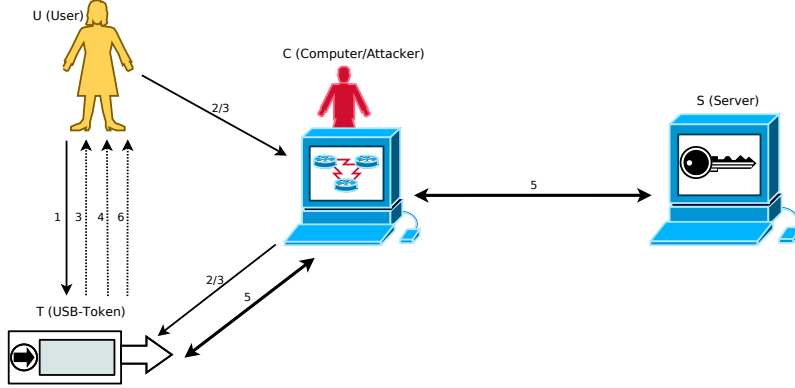 U (User)
C (Computer/Attacker)
S (Server)
2/3
5
1
3
4
6
2/3
5
T (USB-Token)